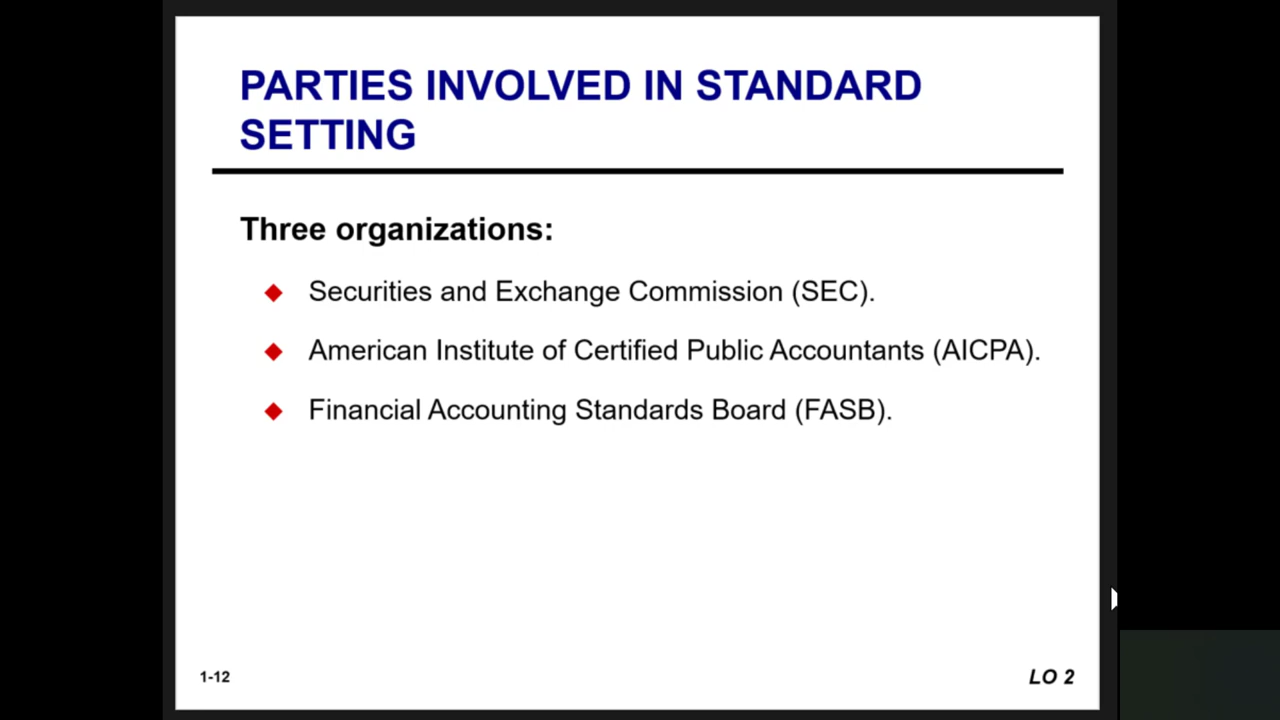 PARTIES INVOLVED IN STANDARD
SETTING
Three organizations:
Securities and Exchange Commission (SEC).
American Institute of Certified Public Accountants (AICPA).
Financial Accounting Standards Board (FASB).
1-12
LO 2